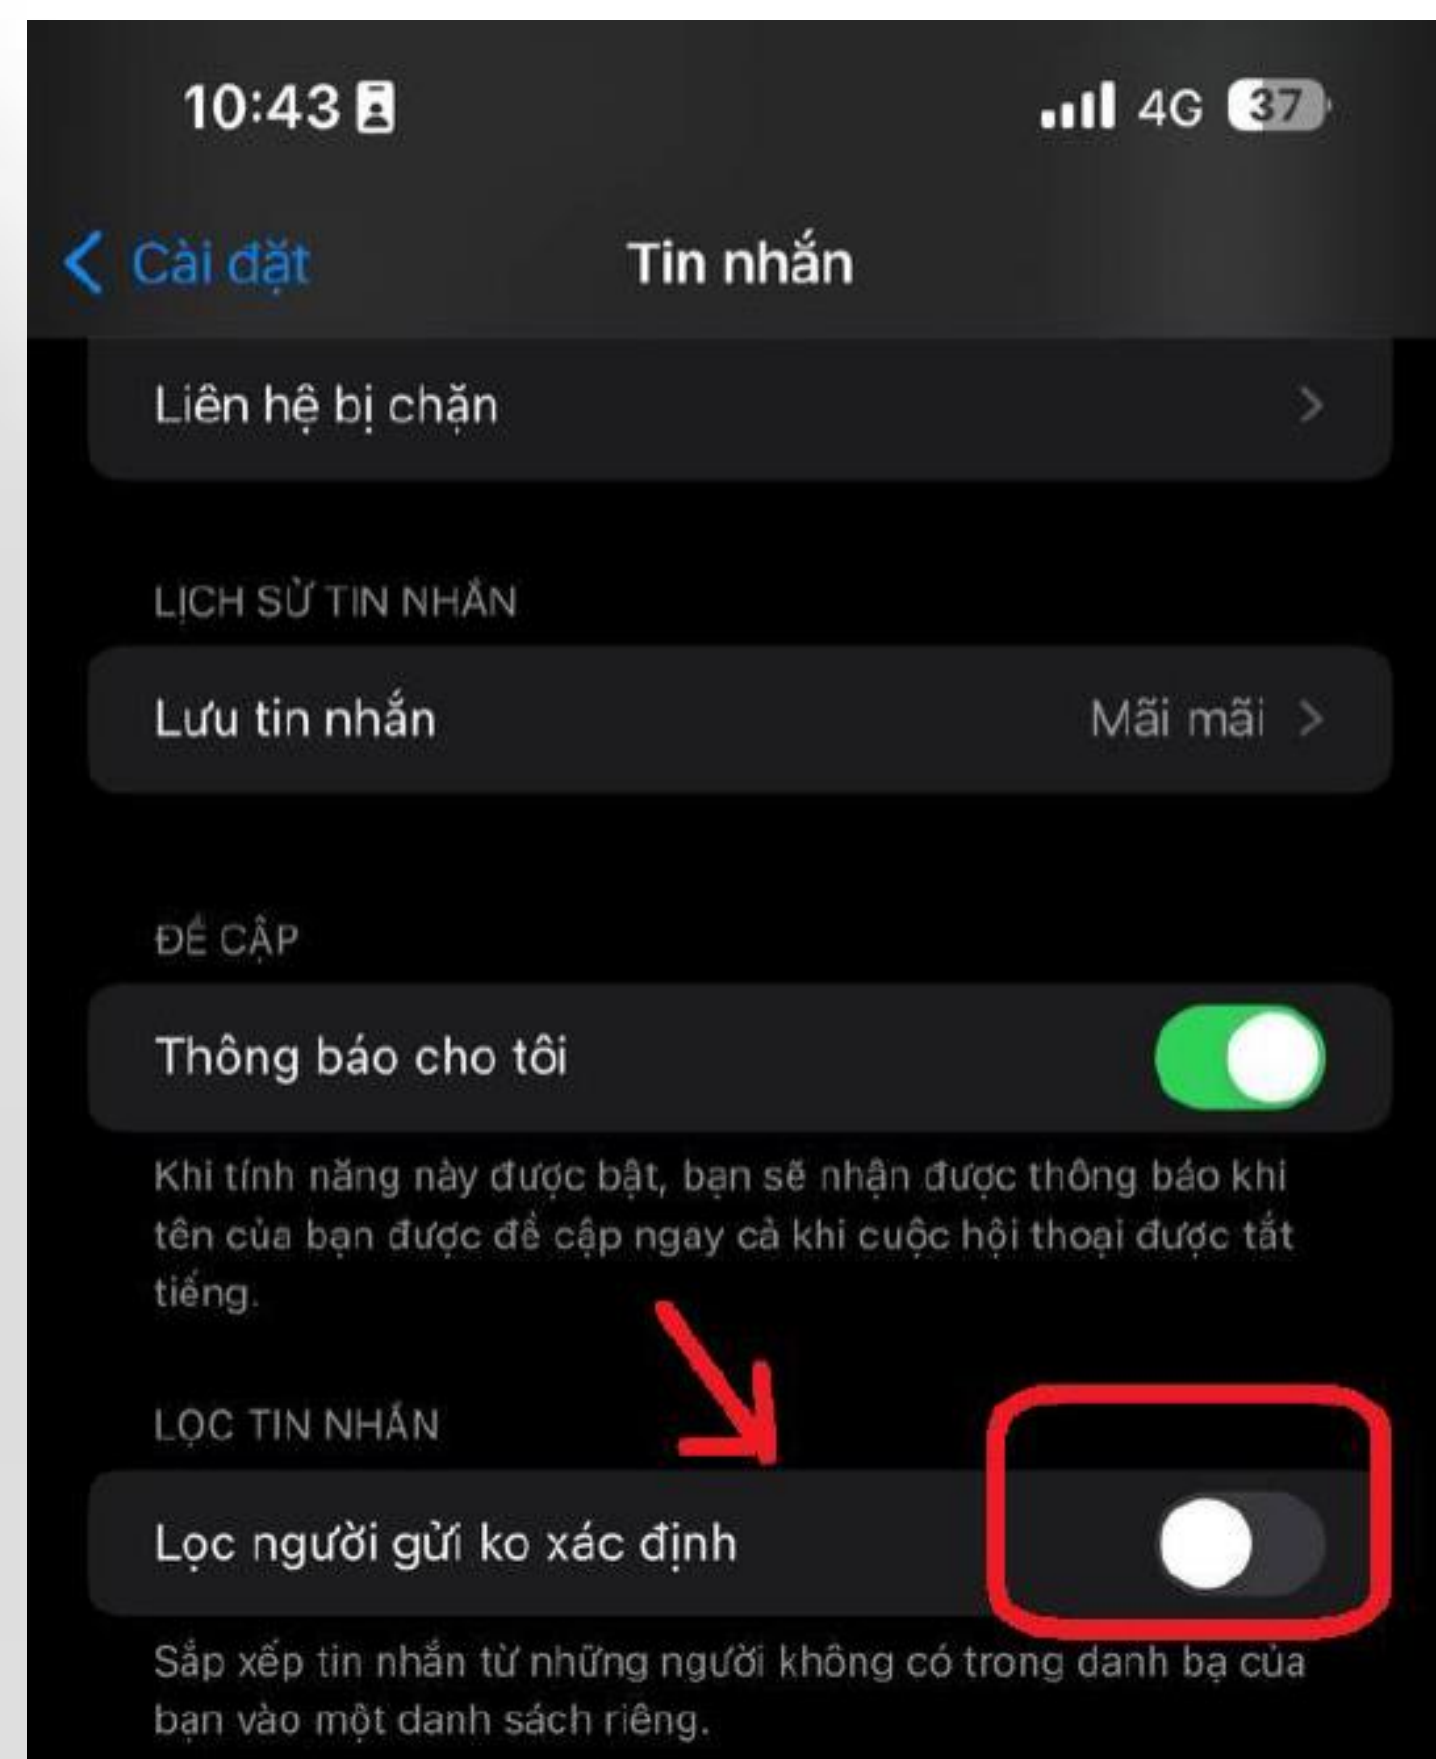 10:43
4G 37
Cài đặt
Tin nhắn
Liên hệ bị chặn
LỊCH SỬ TIN NHẮN
Lưu tin nhắn Mãi mãi
ĐỀ CẬP
Thông báo cho tôi
Khi tính năng này được bật, bạn sẽ nhận được thông báo khi
tên của bạn được đề cập ngay cả khi cuộc hội thoại được tắt
tiếng.
LỌC TIN NHẮN
Lọc người gửi ko xác định
Sắp xếp tin nhắn từ những người không có trong danh bạ của
bạn vào một danh sách riêng.